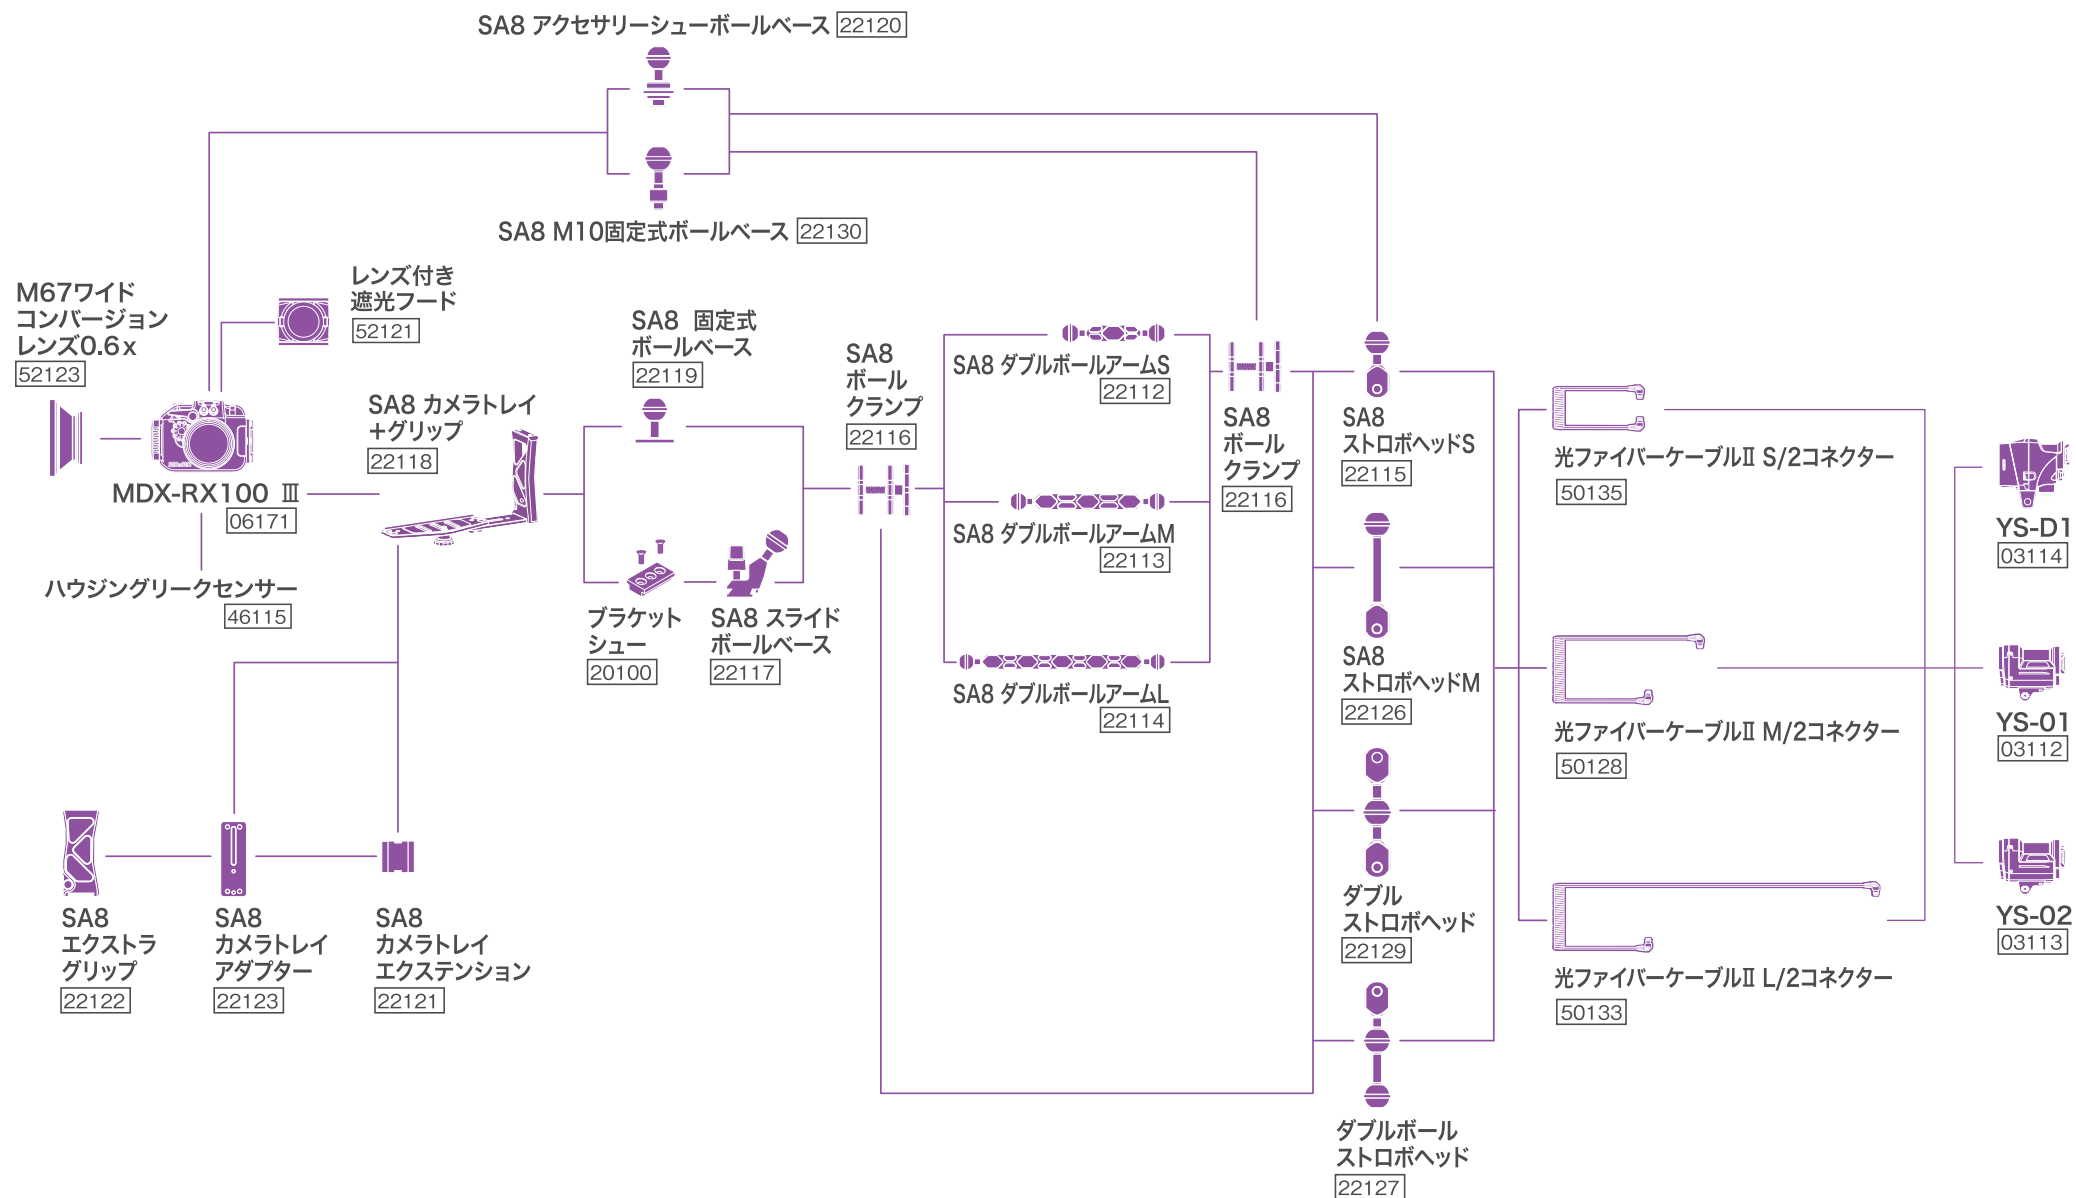 SA8 アクセサリーシューボールベース 22120
SA8 M10固定式ボールベース 22130
M67ワイド
コンバージョン
レンズ0.6x
52123
レンズ付き
遮光フード
52121
MDX-RX100 Ⅲ
06171
ハウジングリークセンサー
46115
SA8 カメラトレイ
+グリップ
22118
SA8 固定式
ボールベース
22119
ブラケット
シュー
20100
SA8 スライド
ボールベース
22117
SA8
ボール
クランプ
22116
SA8 ダブルボールアームS
22112
SA8 ダブルボールアームM
22113
SA8 ダブルボールアームL
22114
SA8
ボール
クランプ
22116
SA8
ストロボヘッドS
22115
SA8
ストロボヘッドM
22126
ダブル
ストロボヘッド
22129
ダブルボール
ストロボヘッド
22127
光ファイバーケーブルⅡ S/2コネクター
50135
光ファイバーケーブルⅡ M/2コネクター
50128
光ファイバーケーブルⅡ L/2コネクター
50133
YS-D1
03114
YS-01
03112
YS-02
03113
SA8
エクストラ
グリップ
22122
SA8
カメラトレイ
アダプター
22123
SA8
カメラトレイ
エクステンション
22121